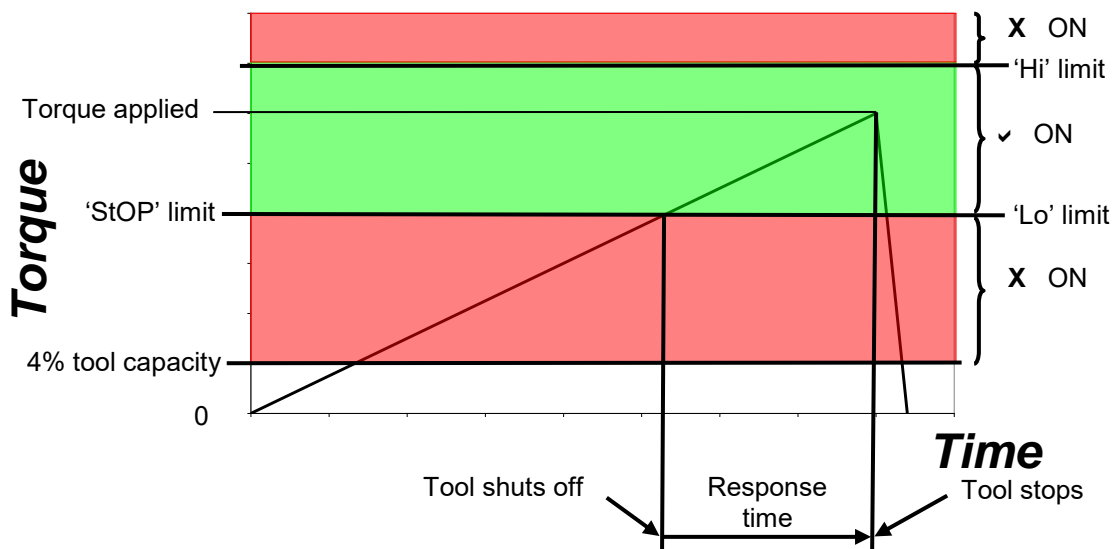 X ON
‘Hi’ limit
Torque applied
✓ ON
Torque
‘StOP’ limit
‘Lo’ limit
X ON
4% tool capacity
0
Time
Tool shuts off
Response
time
Tool stops